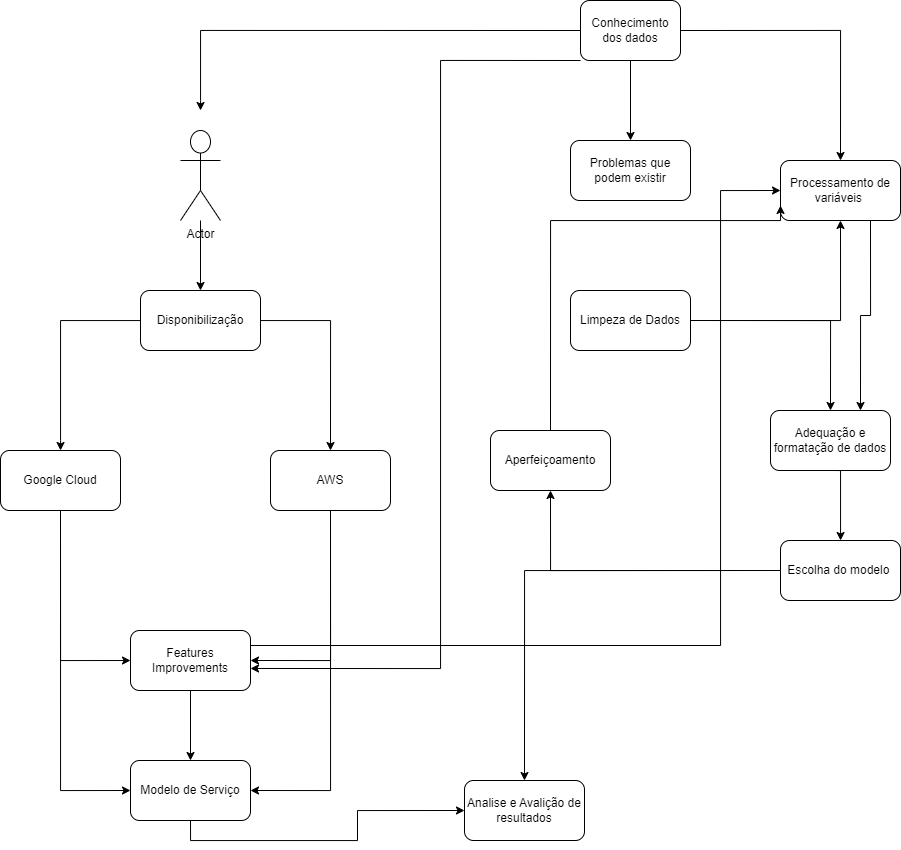 Conhecimento
dos dados
Problemas que
podem existir
Processamento de
variáveis
Actor
Disponibilização
Limpeza de Dados
Adequação e
formatação de dados
Aperfeiçoamento
Google Cloud
AWS
Escolha do modelo
Features
Improvements
Modelo de Serviço
Analise e Avalição de
resultados